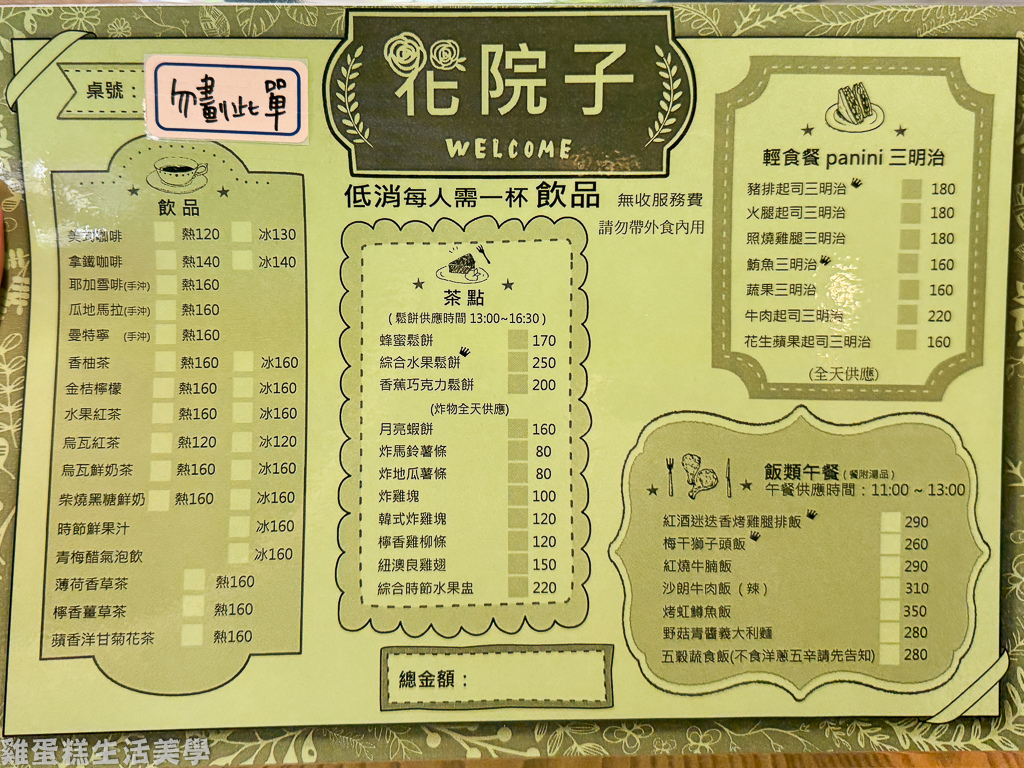 桌號：
勿劃此單
花院子
WELCOME
低消每人需一杯 飲品 無收服務費
請勿帶外食內用
飲品
美式咖啡 熱120 冰130
拿鐵咖啡 熱140 冰140
耶加雪啡(手沖) 熱160
瓜地馬拉(手沖) 熱160
曼特寧 (手沖) 熱160
香柚茶 熱160 冰160
金桔檸檬 熱160 冰160
水果紅茶 熱160 冰160
烏瓦紅茶 熱120 冰120
烏瓦鮮奶茶 熱160 冰160
柴燒黑糖鮮奶 熱160 冰160
時節鮮果汁 冰160
青梅醋氣泡飲 冰160
薄荷香草茶 熱160
檸香薑草茶 熱160
蘋香洋甘菊花茶 熱160
茶點
(鬆餅供應時間 13:00~16:30)
蜂蜜鬆餅 170
綜合水果鬆餅 250
香蕉巧克力鬆餅 200
(炸物全天供應)
月亮蝦餅 160
炸馬鈴薯條 80
炸地瓜薯條 80
炸雞塊 100
韓式炸雞塊 120
檸香雞柳條 120
紐澳良雞翅 150
綜合時節水果盅 220
總金額：
輕食餐 panini 三明治
豬排起司三明治 180
火腿起司三明治 180
照燒雞腿三明治 180
鮪魚三明治 160
蔬果三明治 160
牛肉起司三明治 220
花生蘋果起司三明治 160
(全天供應)
飯類午餐 (餐附湯品)
午餐供應時間：11:00 ~ 13:00
紅酒迷迭香烤雞腿排飯 290
梅干獅子頭飯 260
紅燒牛腩飯 290
沙朗牛肉飯（辣） 310
烤虹鱒魚飯 350
野菇青醬義大利麵 280
五穀蔬食飯(不食洋蔥五辛請先告知) 280
雞蛋糕生活美學